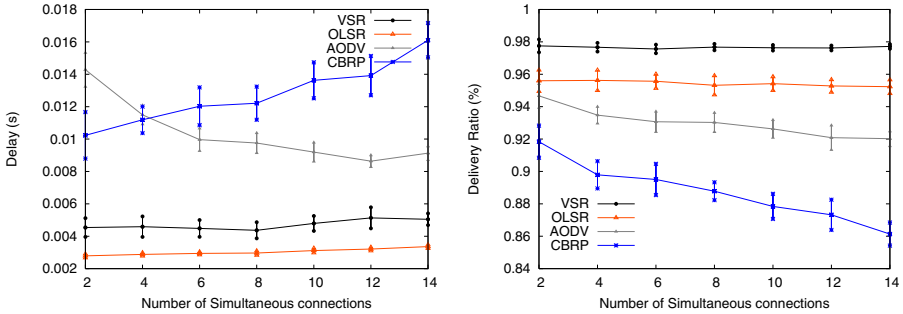 VSR
OLSR
AODV
CBRP
0.018
0.016
0.014
0.012
0.01
0.008
0.006
0.004
0.002
Delay (s)
2 4 6 8 10 12 14
Number of Simultaneous connections
1
0.98
0.96
0.94
0.92
0.9
0.88
0.86
0.84
Delivery Ratio (%)
VSR
OLSR
AODV
CBRP
2 4 6 8 10 12 14
Number of Simultaneous connections